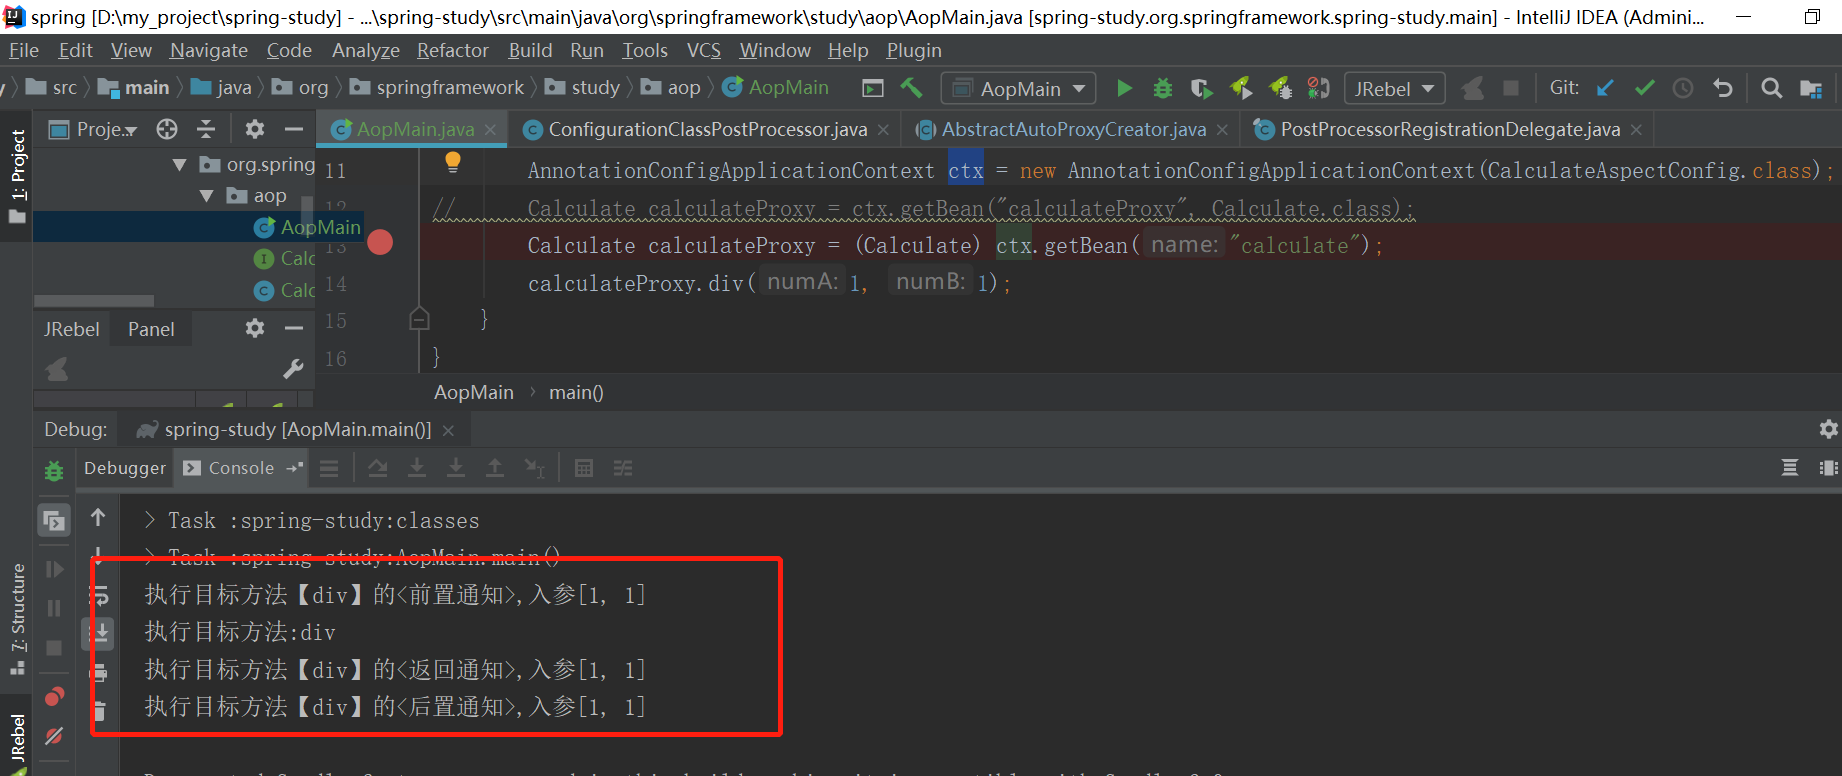 spring [D:\my_project\spring-study] - ...\spring-study\src\main\java\org\springframework\study\aop\AopMain.java [spring-study.org.springframework.spring-study.main] - IntelliJ IDEA (Admini...
File Edit View Navigate Code Analyze Refactor Build Run Tools VCS Window Help Plugin
src main java org springframework study aop AopMain AopMain JRebel Git:
1: Project
Proje..
AopMain.java ConfigurationClassPostProcessor.java AbstractAutoProxyCreator.java PostProcessorRegistrationDelegate.java
org.spring
aop
AopMain
Calc
Calc
JRebel Panel
11 AnnotationConfigApplicationContext ctx = new AnnotationConfigApplicationContext(CalculateAspectConfig.class);
12 // Calculate calculateProxy = ctx.getBean("calculateProxy", Calculate.class);
13 Calculate calculateProxy = (Calculate) ctx.getBean( name: "calculate");
14 calculateProxy.div( numA: 1, numB: 1);
15 }
16 }
AopMain main()
Debug: spring-study [AopMain.main()]
Debugger Console
> Task :spring-study:classes
> Task :spring-study:AopMain.main()
执行目标方法【div】的<前置通知>,入参[1, 1]
执行目标方法:div
执行目标方法【div】的<返回通知>,入参[1, 1]
执行目标方法【div】的<后置通知>,入参[1, 1]
7: Structure
JRebel